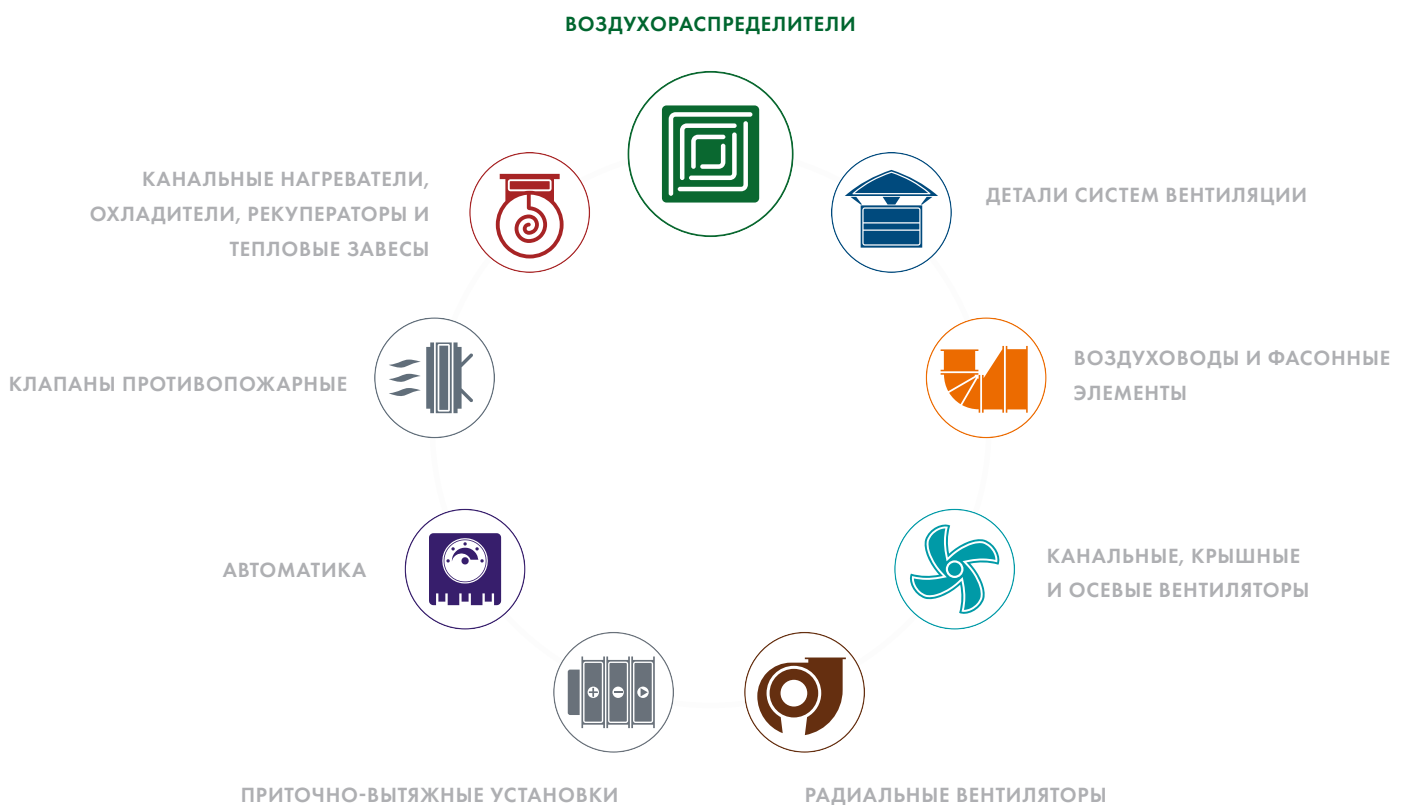 ВОЗДУХОРАСПРЕДЕЛИТЕЛИ
КАНАЛЬНЫЕ НАГРЕВАТЕЛИ,
ОХЛАДИТЕЛИ, РЕКУПЕРАТОРЫ И
ТЕПЛОВЫЕ ЗАВЕСЫ
ДЕТАЛИ СИСТЕМ ВЕНТИЛЯЦИИ
КЛАПАНЫ ПРОТИВОПОЖАРНЫЕ
ВОЗДУХОВОДЫ И ФАСОННЫЕ
ЭЛЕМЕНТЫ
АВТОМАТИКА
КАНАЛЬНЫЕ, КРЫШНЫЕ
И ОСЕВЫЕ ВЕНТИЛЯТОРЫ
ПРИТОЧНО-ВЫТЯЖНЫЕ УСТАНОВКИ
РАДИАЛЬНЫЕ ВЕНТИЛЯТОРЫ